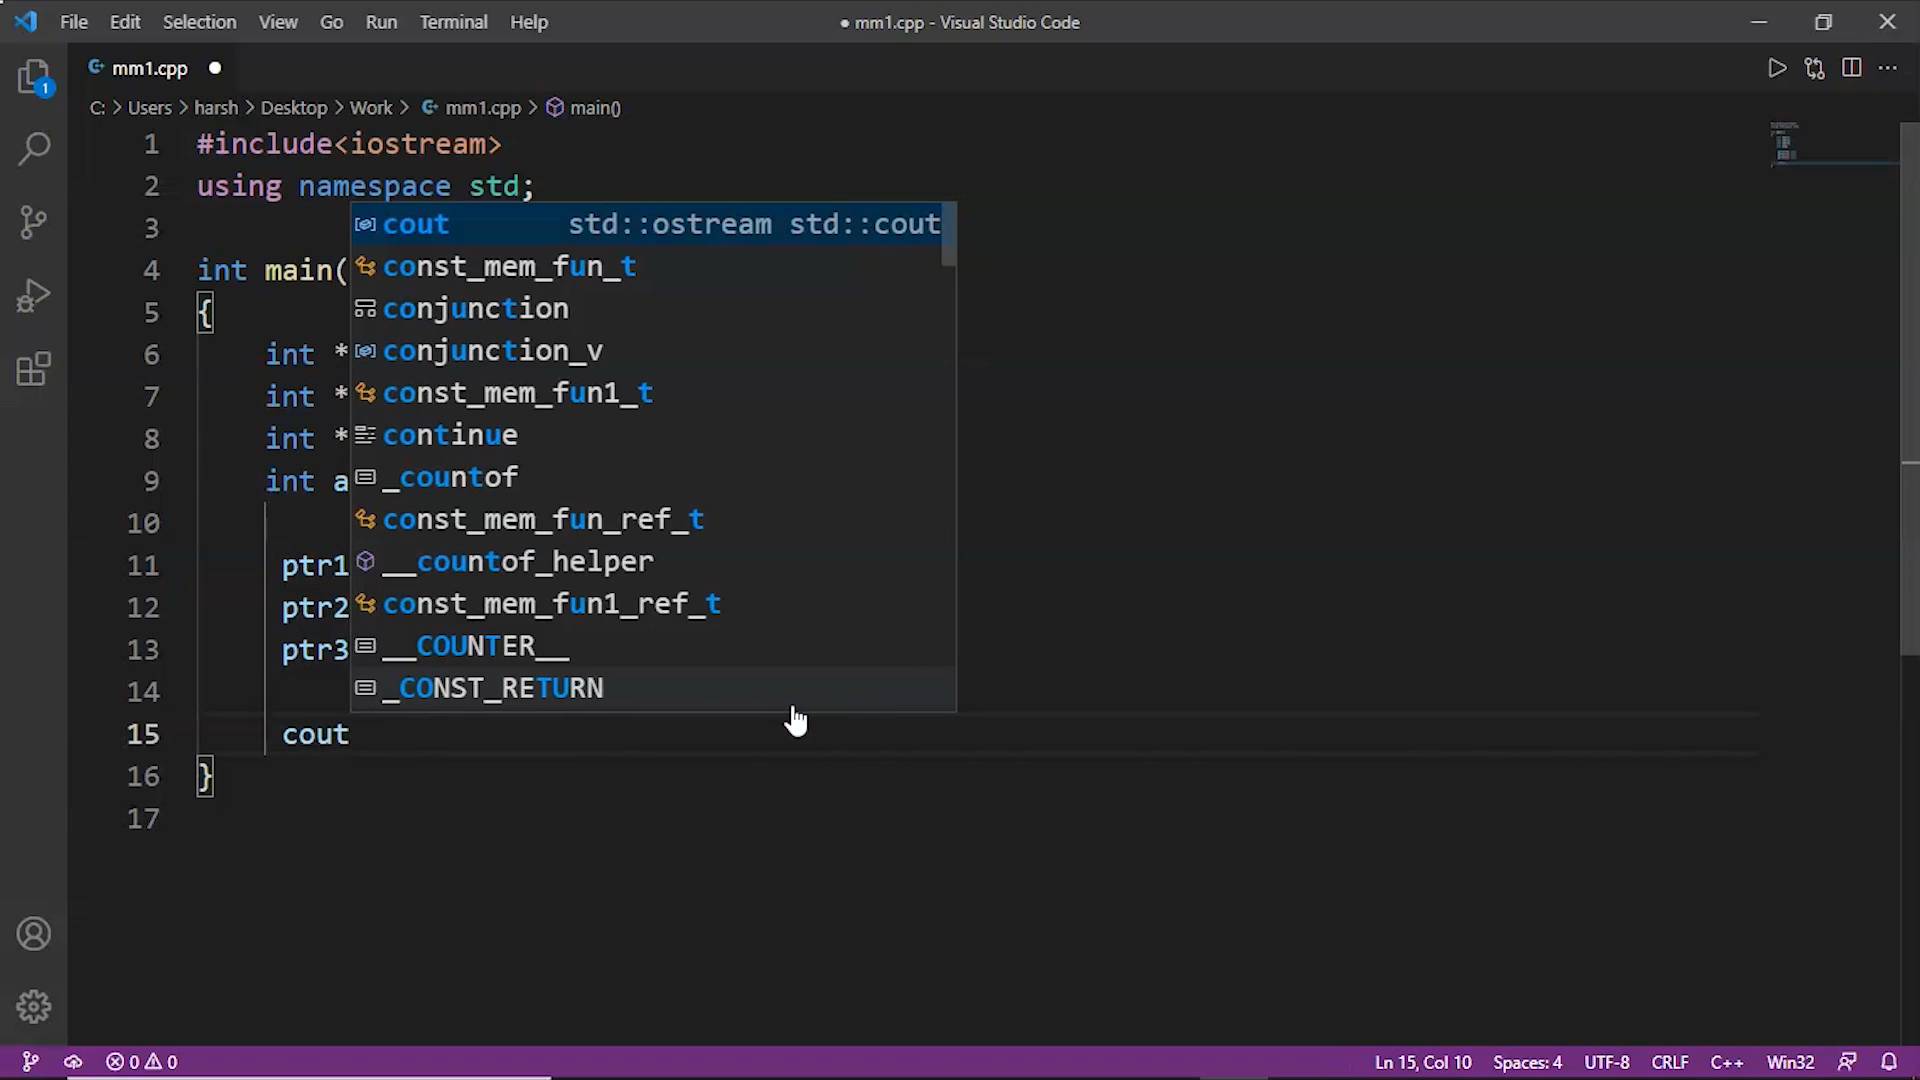 File Edit Selection View Go Run Terminal Help
● mm1.cpp - Visual Studio Code
1
mm1.cpp ●
C: > Users > harsh > Desktop > Work > mm1.cpp > main()
1 #include<iostream>
2 using namespace std;
3
4 int main(
5 {
6 int *
7 int *
8 int *
9 int a
10
11 ptr1
12 ptr2
13 ptr3
14
15 cout
16 }
17
cout std::ostream std::cout
const_mem_fun_t
conjunction
conjunction_v
const_mem_fun1_t
continue
_countof
const_mem_fun_ref_t
__countof_helper
const_mem_fun1_ref_t
__COUNTER__
_CONST_RETURN
0 0 Ln 15, Col 10 Spaces: 4 UTF-8 CRLF C++ Win32